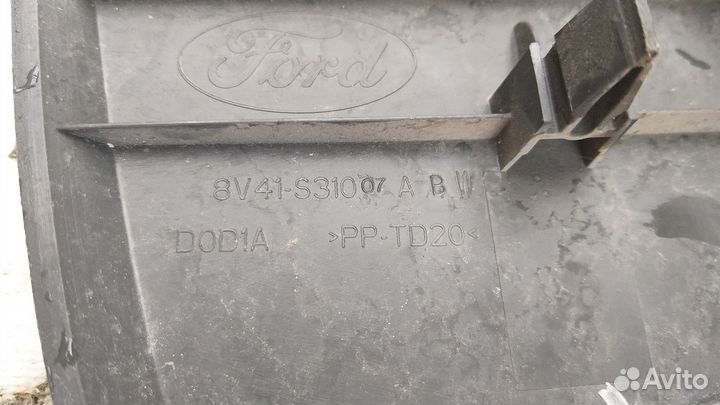 Ford
8V41-S31007 A B W
D0D1A >PP-TD20<
Avito